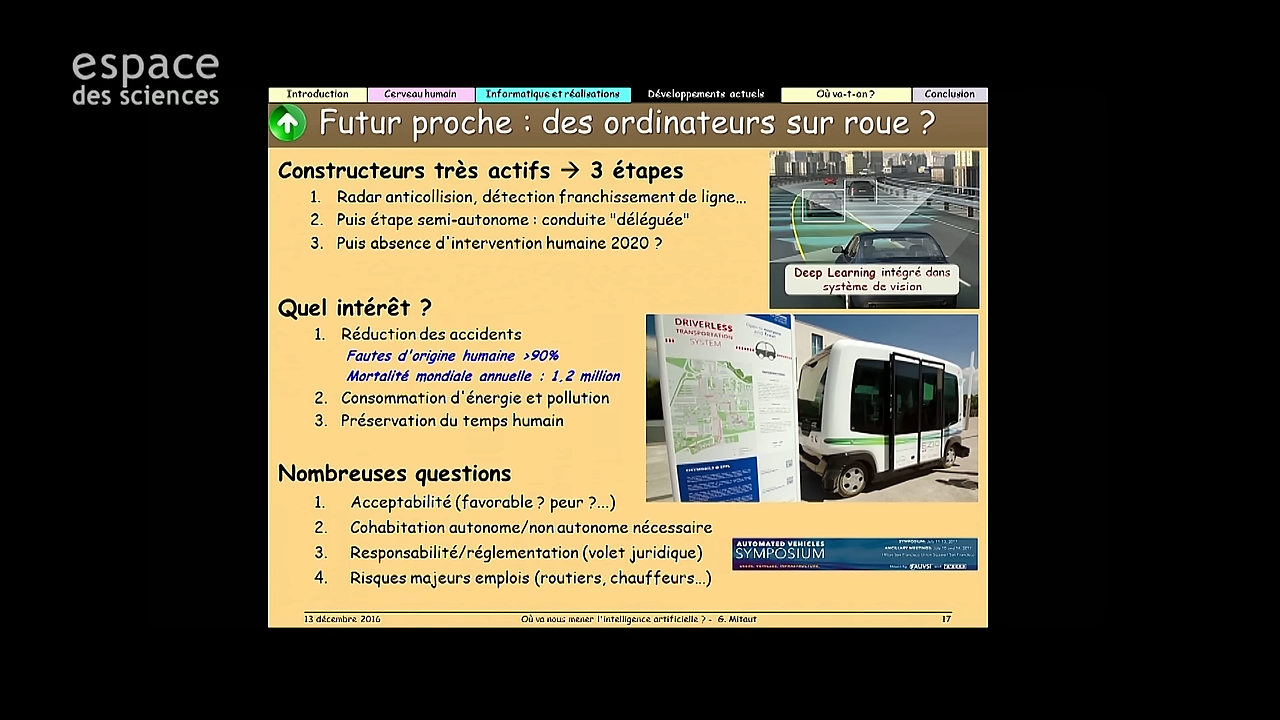 espace
des sciences
Introduction
Cerveau humain
Informatique et réalisations
Développements actuels
Où va-t-on ?
Conclusion
Futur proche : des ordinateurs sur roue ?
Constructeurs très actifs → 3 étapes
1. Radar anticollision, détection franchissement de ligne...
2. Puis étape semi-autonome : conduite "déléguée"
3. Puis absence d'intervention humaine 2020 ?
Deep Learning intégré dans
système de vision
Quel intérêt ?
1. Réduction des accidents
Fautes d'origine humaine >90%
Mortalité mondiale annuelle : 1,2 million
2. Consommation d'énergie et pollution
3. Préservation du temps humain
DRIVERLESS
TRANSPORTATION
SYSTEM
Nombreuses questions
1. Acceptabilité (favorable ? peur ?...)
2. Cohabitation autonome/non autonome nécessaire
3. Responsabilité/réglementation (volet juridique)
4. Risques majeurs emplois (routiers, chauffeurs...)
AUTOMATED VEHICLES
SYMPOSIUM
13 décembre 2016
Où va nous mener l'intelligence artificielle ? - G. Mitaut
17